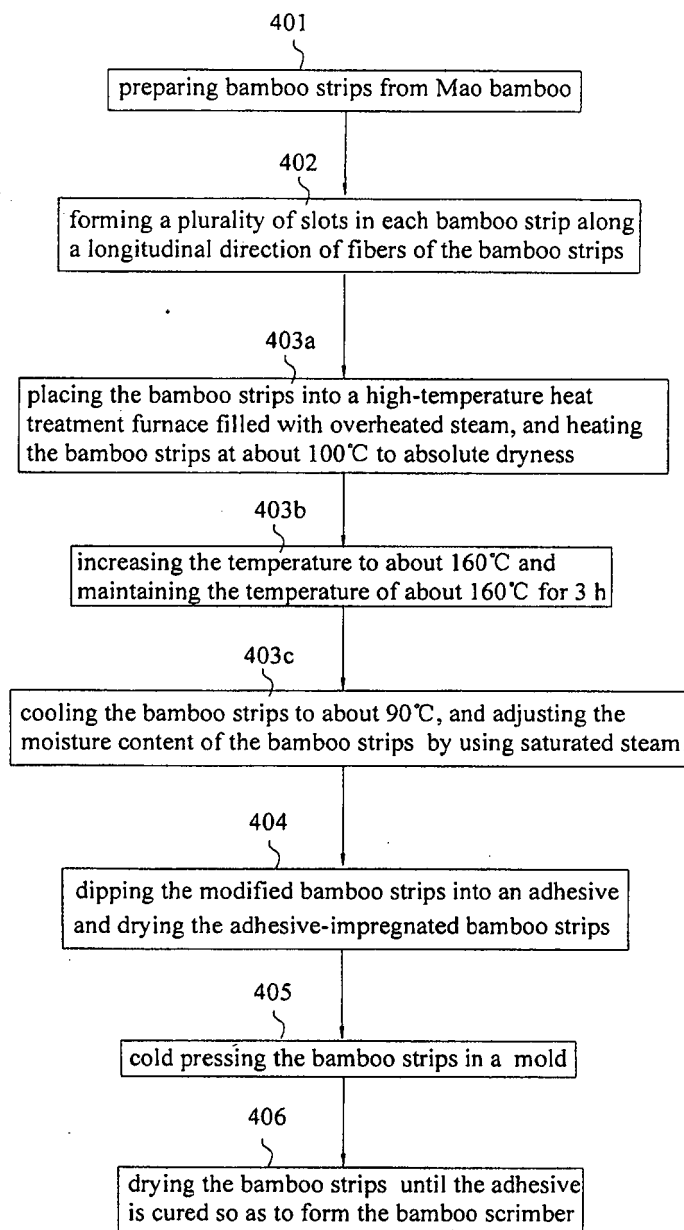 401
preparing bamboo strips from Mao bamboo
402
forming a plurality of slots in each bamboo strip along
a longitudinal direction of fibers of the bamboo strips
403a
placing the bamboo strips into a high-temperature heat
treatment furnace filled with overheated steam, and heating
the bamboo strips at about 100℃ to absolute dryness
403b
increasing the temperature to about 160℃ and
maintaining the temperature of about 160℃ for 3 h
403c
cooling the bamboo strips to about 90℃, and adjusting the
moisture content of the bamboo strips by using saturated steam
404
dipping the modified bamboo strips into an adhesive
and drying the adhesive-impregnated bamboo strips
405
cold pressing the bamboo strips in a mold
406
drying the bamboo strips until the adhesive
is cured so as to form the bamboo scrimber